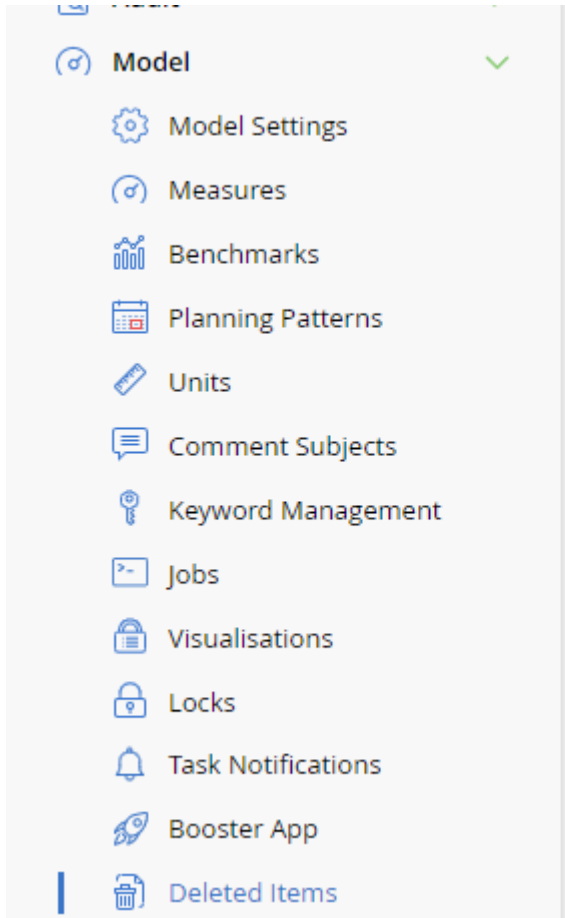 Model
Model Settings
Measures
Benchmarks
Planning Patterns
Units
Comment Subjects
Keyword Management
Jobs
Visualisations
Locks
Task Notifications
Booster App
Deleted Items